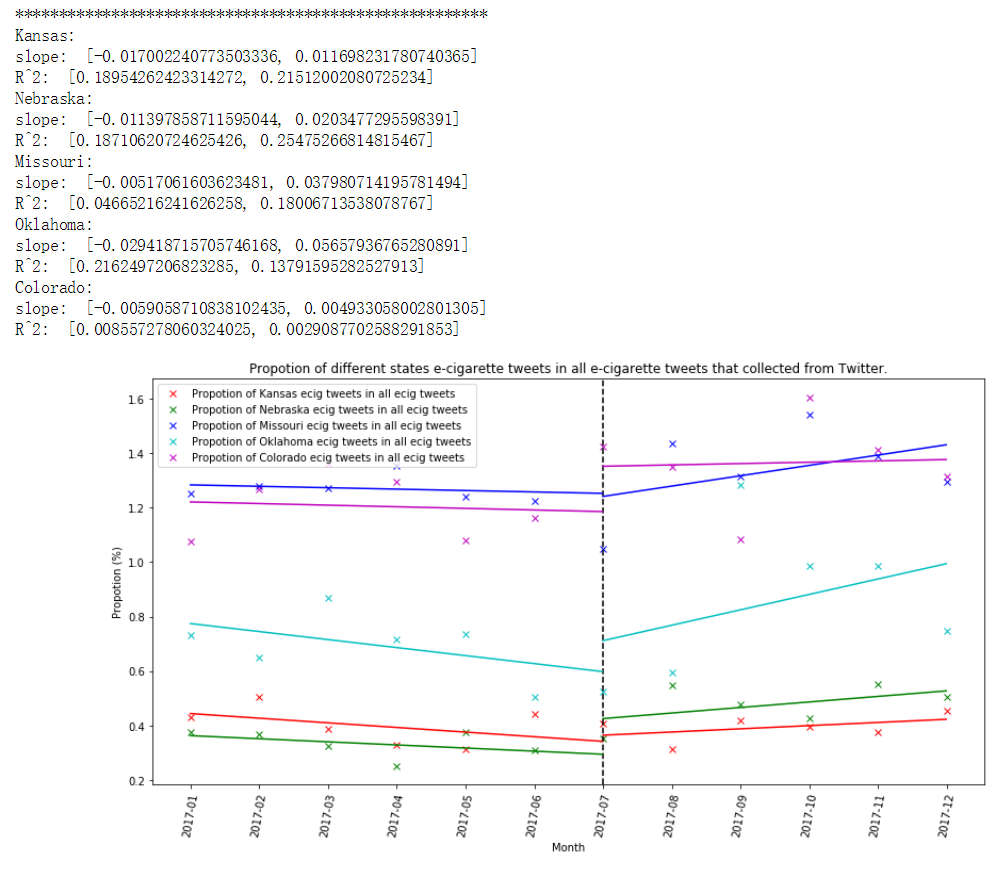 ******************************************************
Kansas:
slope:  [-0.017002240773503336, 0.011698231780740365]
R^2:  [0.18954262423314272, 0.21512002080725234]
Nebraska:
slope:  [-0.011397858711595044, 0.0203477295598391]
R^2:  [0.18710620724625426, 0.25475266814815467]
Missouri:
slope:  [-0.00517061603623481, 0.037980714195781494]
R^2:  [0.04665216241626258, 0.18006713538078767]
Oklahoma:
slope:  [-0.029418715705746168, 0.05657936765280891]
R^2:  [0.2162497206823285, 0.13791595282527913]
Colorado:
slope:  [-0.0059058710838102435, 0.004933058002801305]
R^2:  [0.008557278060324025, 0.0029087702588291853]
Propotion of different states e-cigarette tweets in all e-cigarette tweets that collected from Twitter.
Propotion of Kansas ecig tweets in all ecig tweets
Propotion of Nebraska ecig tweets in all ecig tweets
Propotion of Missouri ecig tweets in all ecig tweets
Propotion of Oklahoma ecig tweets in all ecig tweets
Propotion of Colorado ecig tweets in all ecig tweets
1.6
1.4
1.2
1.0
0.8
0.6
0.4
0.2
Propotion (%)
2017-01
2017-02
2017-03
2017-04
2017-05
2017-06
2017-07
2017-08
2017-09
2017-10
2017-11
2017-12
Month